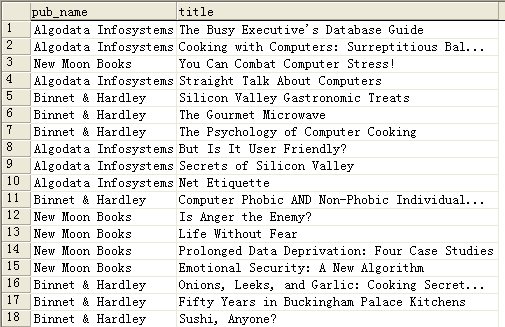 pub_name title
1 Algodata Infosystems The Busy Executive's Database Guide
2 Algodata Infosystems Cooking with Computers: Surreptitious Bal...
3 New Moon Books You Can Combat Computer Stress!
4 Algodata Infosystems Straight Talk About Computers
5 Binnet & Hardley Silicon Valley Gastronomic Treats
6 Binnet & Hardley The Gourmet Microwave
7 Binnet & Hardley The Psychology of Computer Cooking
8 Algodata Infosystems But Is It User Friendly?
9 Algodata Infosystems Secrets of Silicon Valley
10 Algodata Infosystems Net Etiquette
11 Binnet & Hardley Computer Phobic AND Non-Phobic Individual...
12 New Moon Books Is Anger the Enemy?
13 New Moon Books Life Without Fear
14 New Moon Books Prolonged Data Deprivation: Four Case Studies
15 New Moon Books Emotional Security: A New Algorithm
16 Binnet & Hardley Onions, Leeks, and Garlic: Cooking Secret...
17 Binnet & Hardley Fifty Years in Buckingham Palace Kitchens
18 Binnet & Hardley Sushi, Anyone?